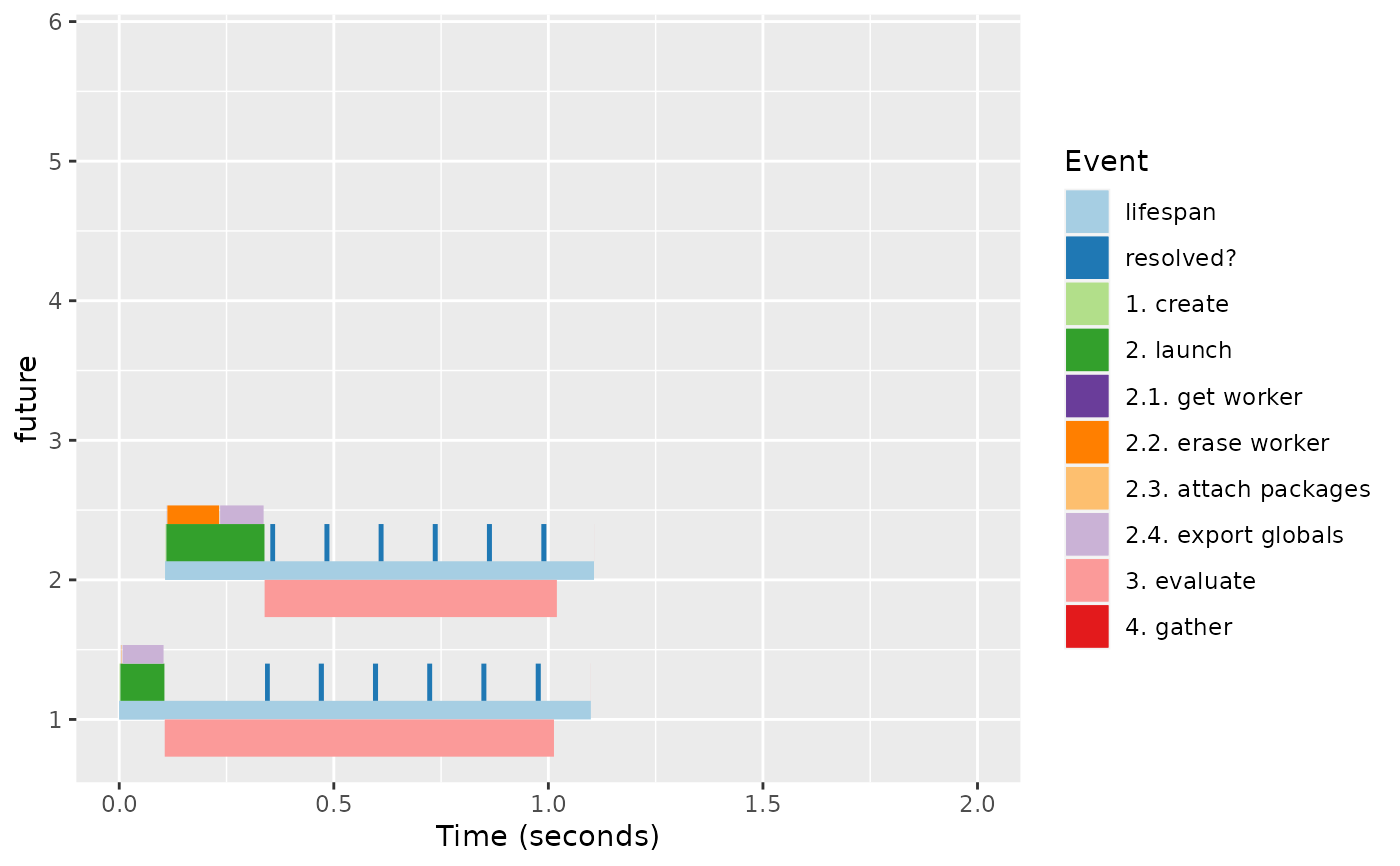 6
5
4
3
2
1
future
0.0
0.5
1.0
1.5
2.0
Time (seconds)
Event
lifespan
resolved?
1. create
2. launch
2.1. get worker
2.2. erase worker
2.3. attach packages
2.4. export globals
3. evaluate
4. gather